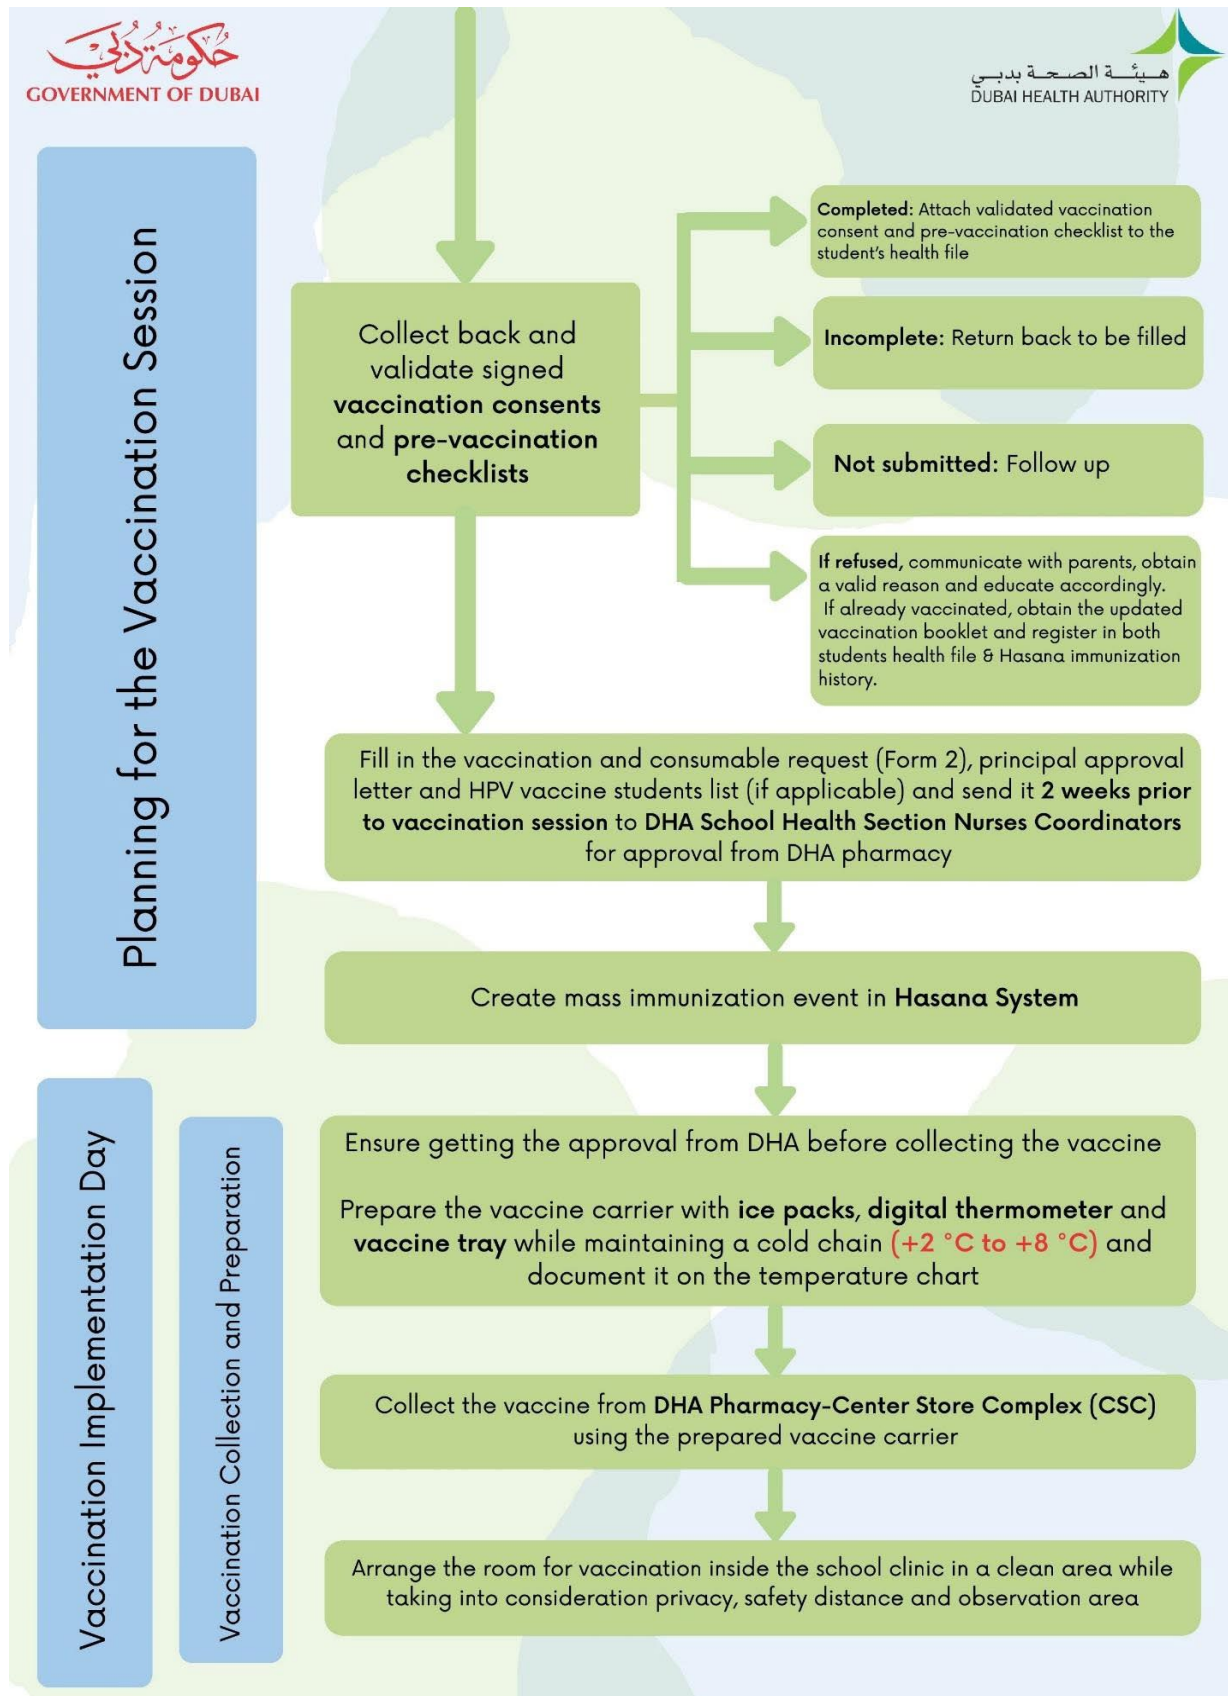 حكومة دبي
GOVERNMENT OF DUBAI
هيئة الصحة بدبي
DUBAI HEALTH AUTHORITY
Planning for the Vaccination Session
Collect back and
validate signed
vaccination consents
and pre-vaccination
checklists
Completed: Attach validated vaccination
consent and pre-vaccination checklist to the
student's health file
Incomplete: Return back to be filled
Not submitted: Follow up
If refused, communicate with parents, obtain
a valid reason and educate accordingly.
If already vaccinated, obtain the updated
vaccination booklet and register in both
students health file & Hasana immunization
history.
Fill in the vaccination and consumable request (Form 2), principal approval
letter and HPV vaccine students list (if applicable) and send it 2 weeks prior
to vaccination session to DHA School Health Section Nurses Coordinators
for approval from DHA pharmacy
Create mass immunization event in Hasana System
Vaccination Implementation Day
Vaccination Collection and Preparation
Ensure getting the approval from DHA before collecting the vaccine
Prepare the vaccine carrier with ice packs, digital thermometer and
vaccine tray while maintaining a cold chain (+2 °C to +8 °C) and
document it on the temperature chart
Collect the vaccine from DHA Pharmacy-Center Store Complex (CSC)
using the prepared vaccine carrier
Arrange the room for vaccination inside the school clinic in a clean area while
taking into consideration privacy, safety distance and observation area